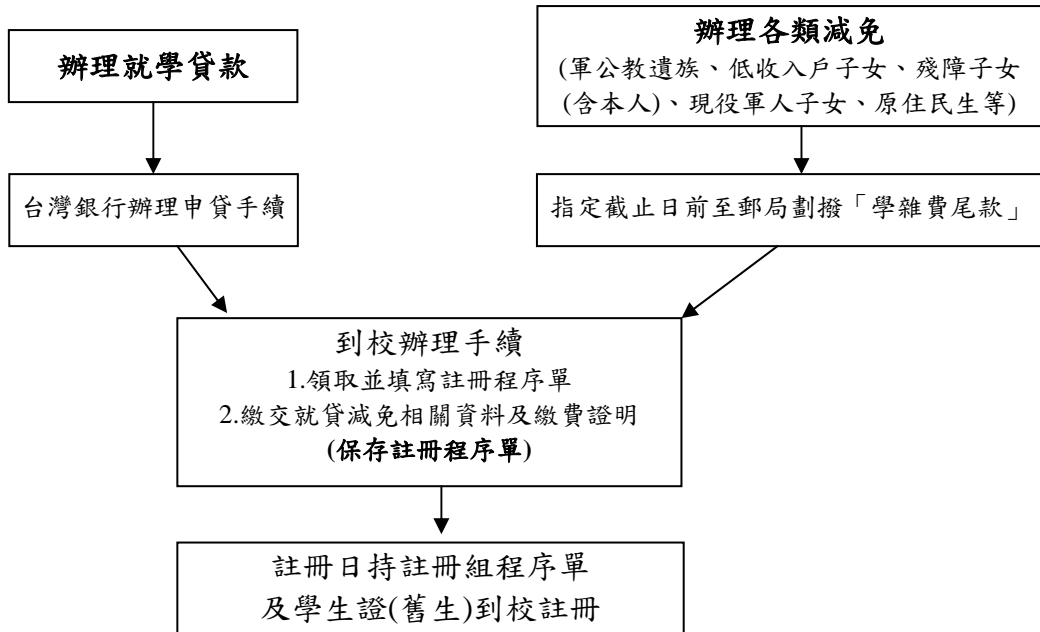 辦理就學貸款
辦理各類減免
(軍公教遺族、低收入戶子女、殘障子女
(含本人)、現役軍人子女、原住民生等)
台灣銀行辦理申貸手續
指定截止日前至郵局劃撥「學雜費尾款」
到校辦理手續
1.領取並填寫註冊程序單
2.繳交就貸減免相關資料及繳費證明
(保存註冊程序單)
註冊日持註冊組程序單
及學生證(舊生)到校註冊